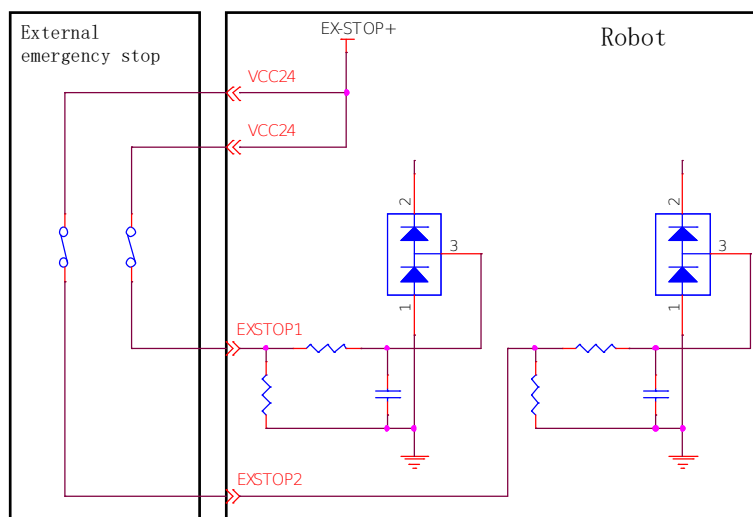 External
emergency stop
EX-STOP+
Robot
VCC24
VCC24
2
3
1
2
3
1
EXSTOP1
EXSTOP2